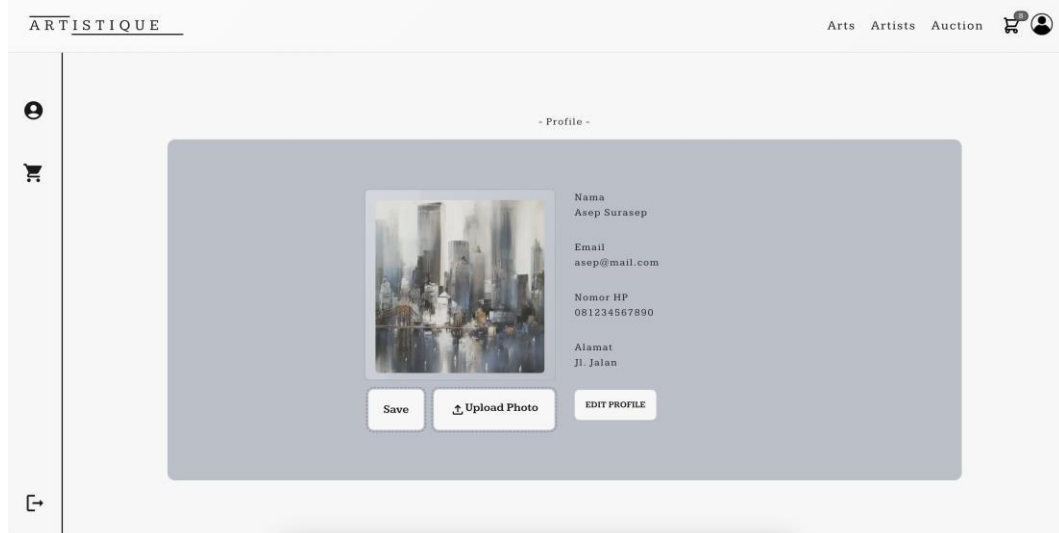 ARTISTIQUE
Arts Artists Auction
8
- Profile -
Nama
Asep Surasep
Email
asep@mail.com
Nomor HP
081234567890
Alamat
Jl. Jalan
Save
Upload Photo
EDIT PROFILE